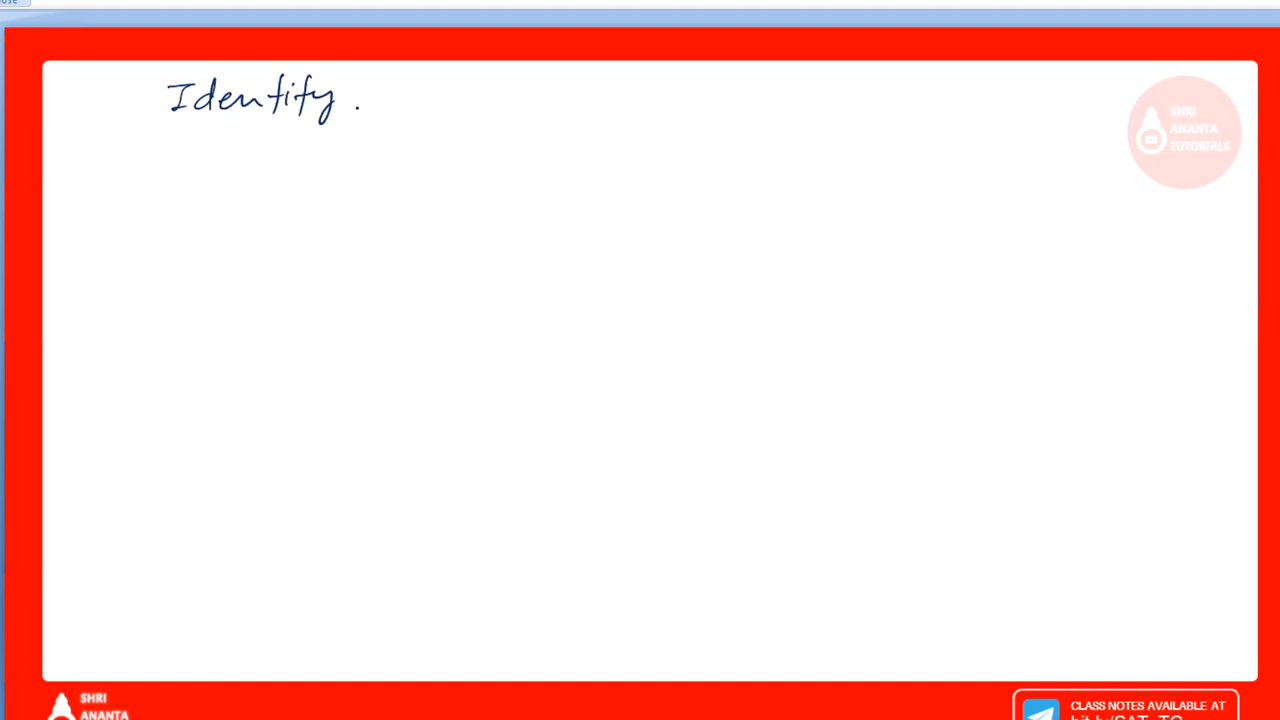 Identify.
SHRI
ANANTA
TUTORIALS
SHRI
ANANTA
CLASS NOTES AVAILABLE AT